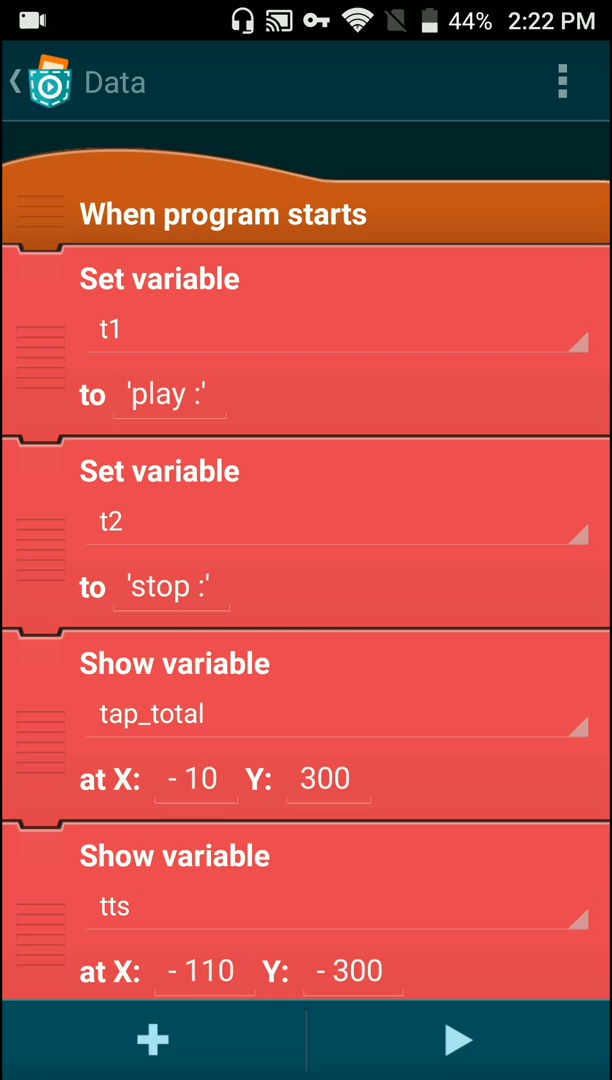 44% 2:22 PM
Data
When program starts
Set variable
t1
to 'play :'
Set variable
t2
to 'stop :'
Show variable
tap_total
at X: - 10 Y: 300
Show variable
tts
at X: - 110 Y: - 300